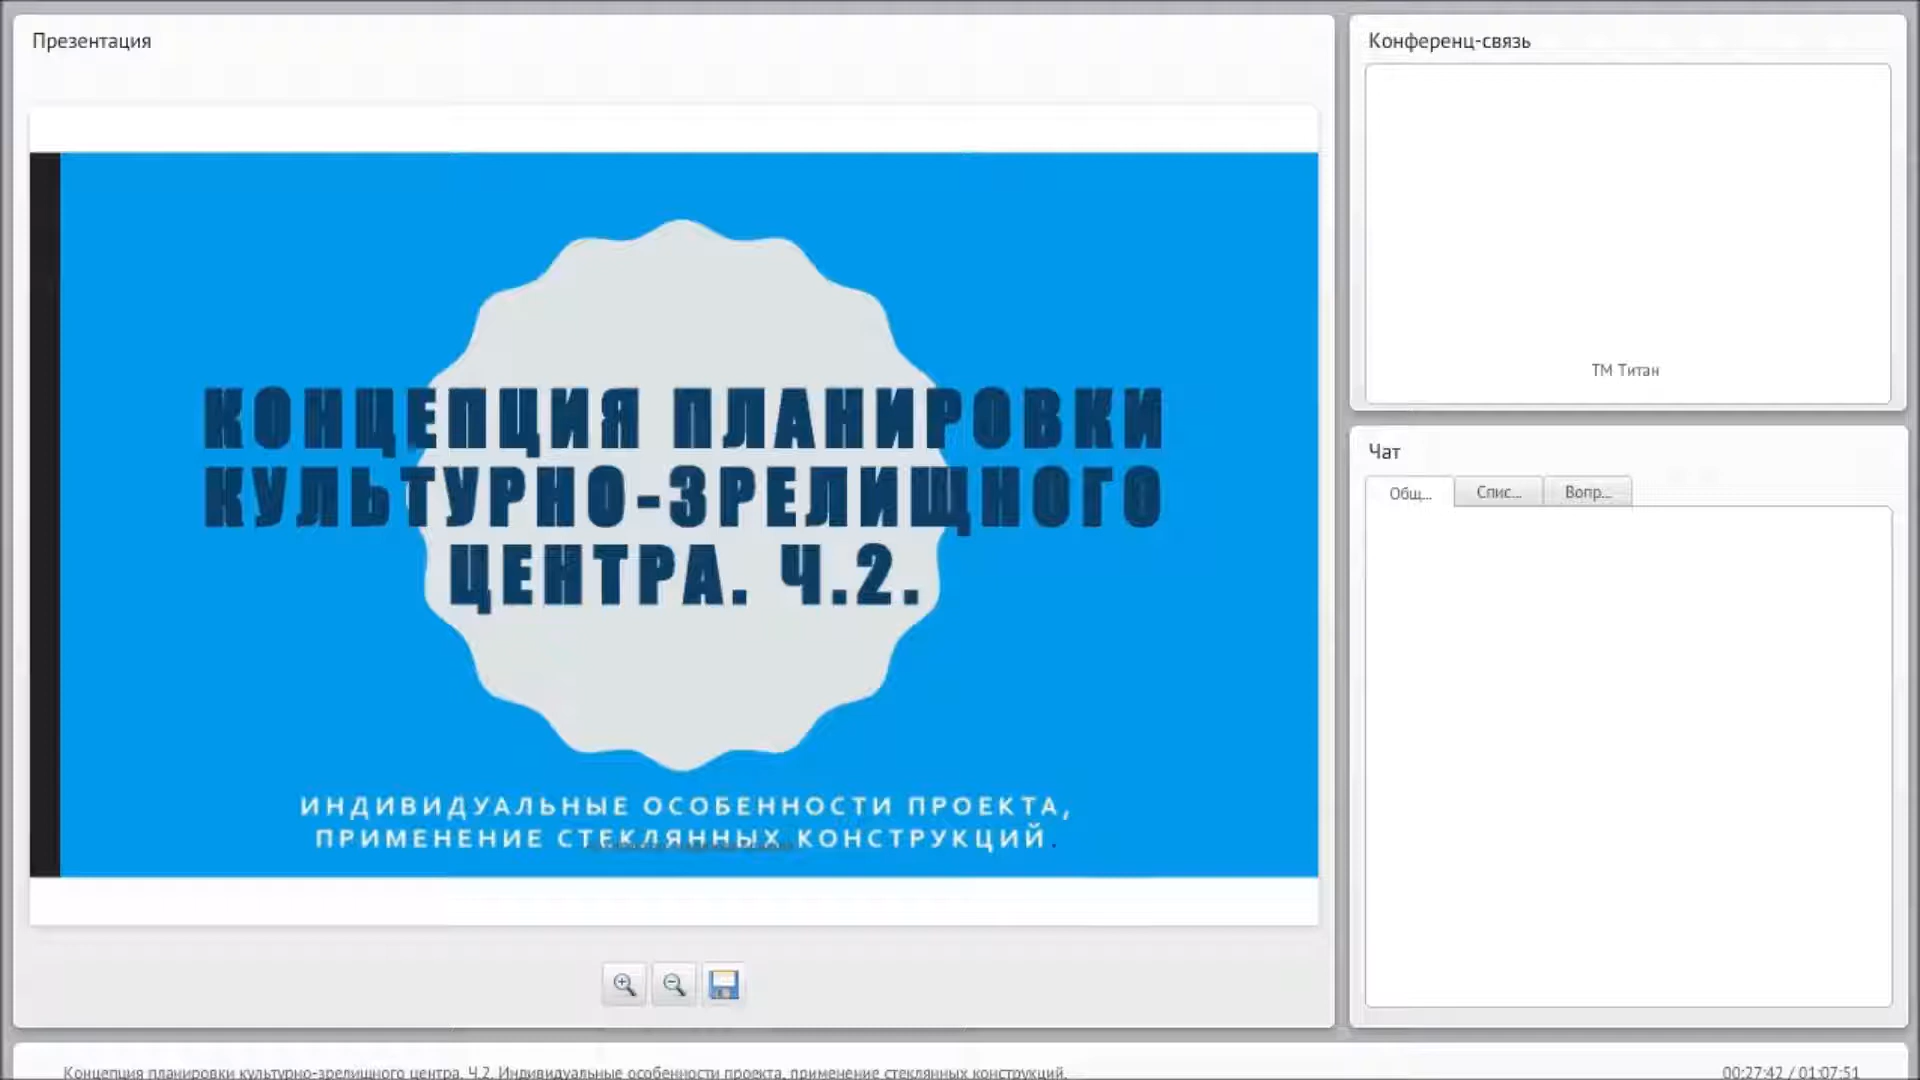 Презентация
КОНЦЕПЦИЯ ПЛАНИРОВКИ
КУЛЬТУРНО-ЗРЕЛИЩНОГО
ЦЕНТРА. Ч.2.
ИНДИВИДУАЛЬНЫЕ ОСОБЕННОСТИ ПРОЕКТА,
ПРИМЕНЕНИЕ СТЕКЛЯННЫХ КОНСТРУКЦИЙ.
Конференц-связь
ТМ Титан
Чат
Общ... Спис... Вопр...
Концепция планировки культурно-зрелищного центра. Ч.2. Индивидуальные особенности проекта, применение стеклянных конструкций.
00:27:42 / 01:07:51